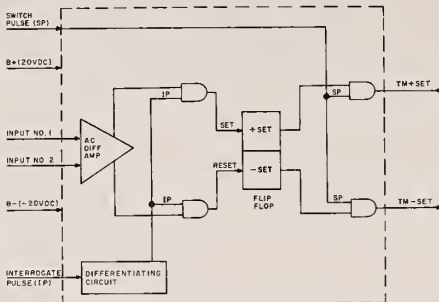 SWITCH
PULSE (SP)
B+(20VDC)
IP
SP
TM+SET
SET
+SET
INPUT NO. 1
AC
DIFF
AMP
INPUT NO 2
RESET
-SET
IP
SP
TM-SET
B-(-20VDC)
FLIP
FLOP
INTERROGATE
PULSE (IP)
DIFFERENTIATING
CIRCUIT